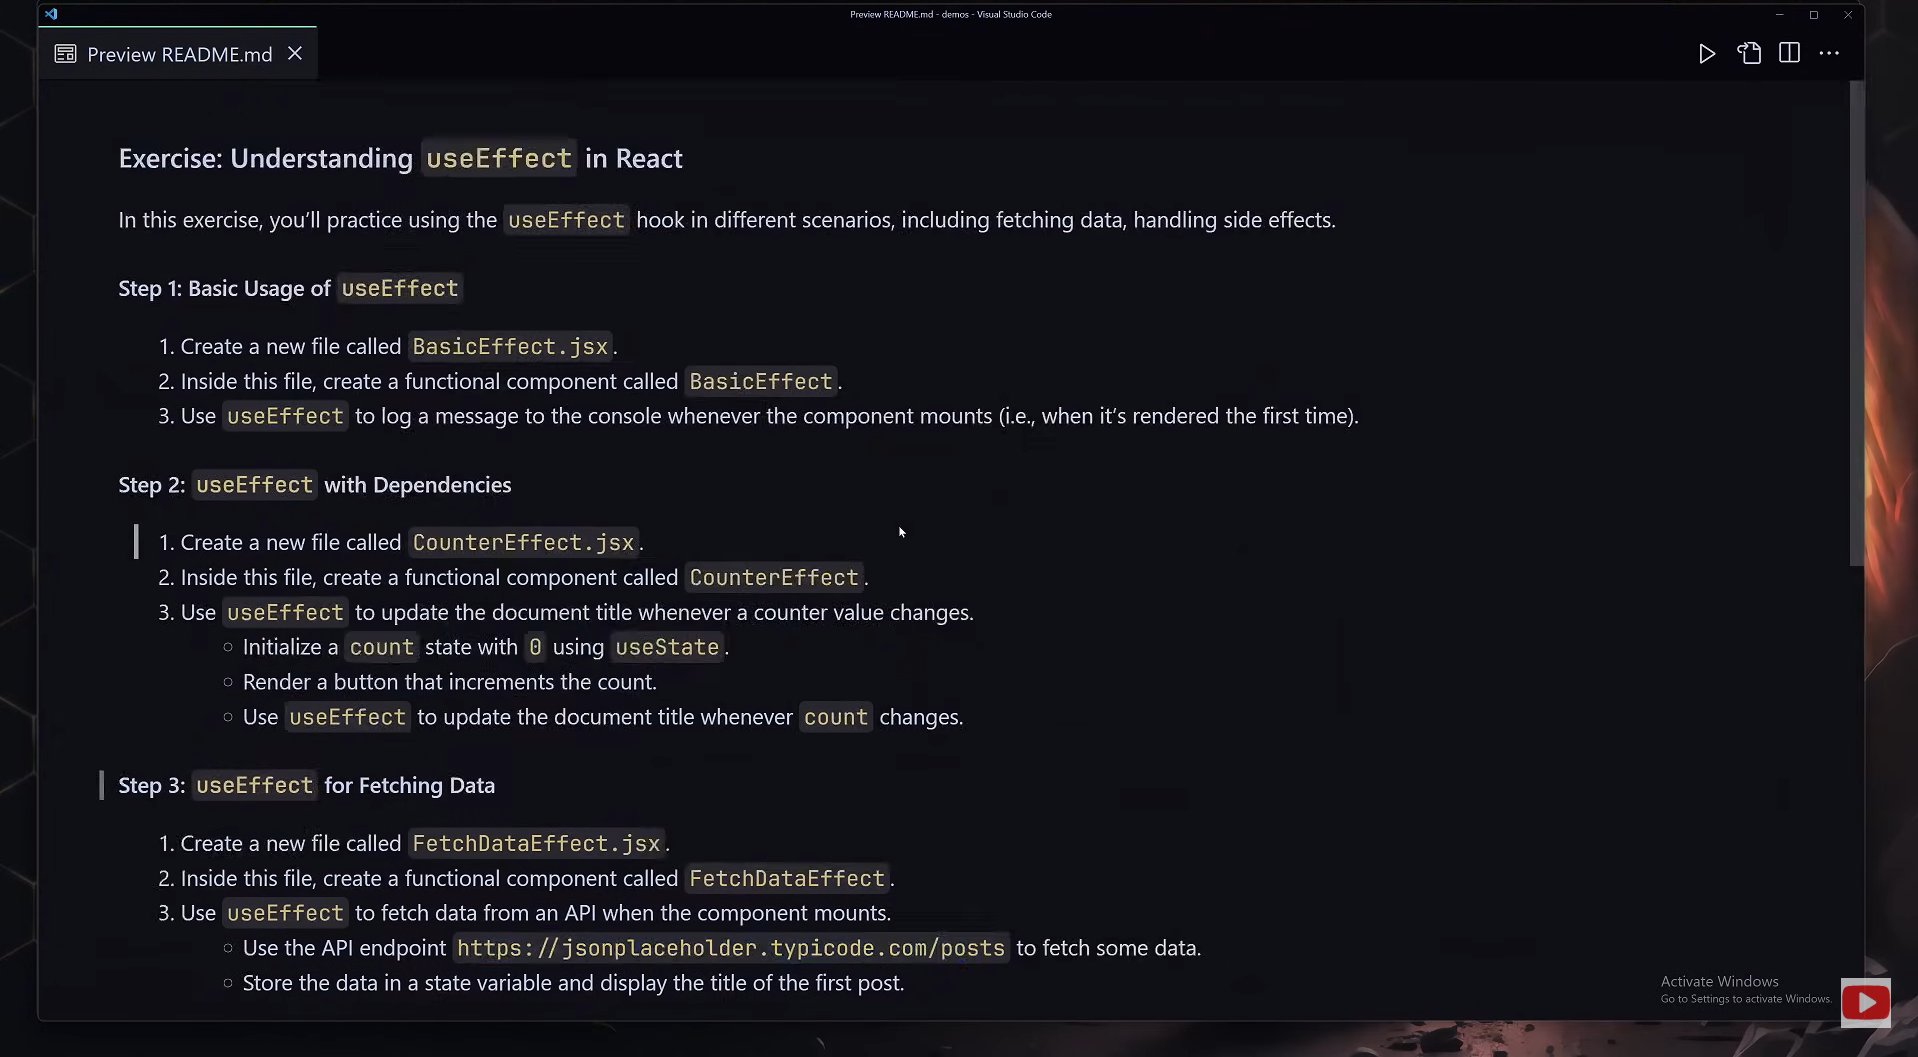 Preview README.md - demos - Visual Studio Code
Preview README.md
Exercise: Understanding useEffect in React
In this exercise, you’ll practice using the useEffect hook in different scenarios, including fetching data, handling side effects.
Step 1: Basic Usage of useEffect
1. Create a new file called BasicEffect.jsx.
2. Inside this file, create a functional component called BasicEffect.
3. Use useEffect to log a message to the console whenever the component mounts (i.e., when it’s rendered the first time).
Step 2: useEffect with Dependencies
1. Create a new file called CounterEffect.jsx.
2. Inside this file, create a functional component called CounterEffect.
3. Use useEffect to update the document title whenever a counter value changes.
○ Initialize a count state with 0 using useState.
○ Render a button that increments the count.
○ Use useEffect to update the document title whenever count changes.
Step 3: useEffect for Fetching Data
1. Create a new file called FetchDataEffect.jsx.
2. Inside this file, create a functional component called FetchDataEffect.
3. Use useEffect to fetch data from an API when the component mounts.
○ Use the API endpoint https://jsonplaceholder.typicode.com/posts to fetch some data.
○ Store the data in a state variable and display the title of the first post.
Activate Windows
Go to Settings to activate Windows.